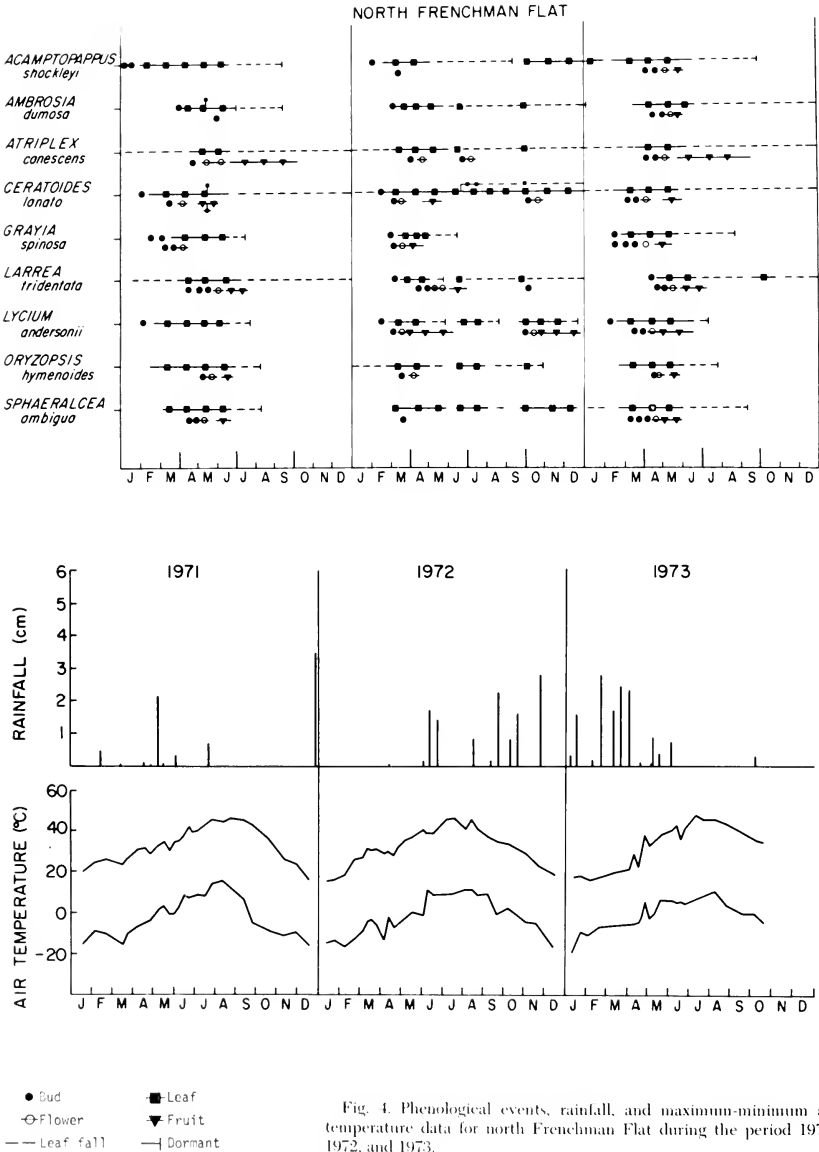 NORTH FRENCHMAN FLAT
ACAMPTOPAPPUS
shockleyi
AMBROSIA
dumosa
ATRIPLEX
canescens
CERATOIDES
lanata
GRAYIA
spinosa
LARREA
tridentata
LYCIUM
andersonii
ORYZOPSIS
hymenoides
SPHAERALCEA
ambigua
J F M A M J J A S O N D J F M A M J J A S O N D J F M A M J J A S O N D
1971 1972 1973
RAINFALL (cm)
6
5
4
3
2
1
AIR TEMPERATURE (°C)
60
40
20
0
-20
J F M A M J J A S O N D J F M A M J J A S O N D J F M A M J J A S O N D
Bud Leaf
Flower Fruit
Leaf fall Dormant
Fig. 4. Phenological events, rainfall, and maximum-minimum
temperature data for north Frenchman Flat during the period
1972, and 1973.